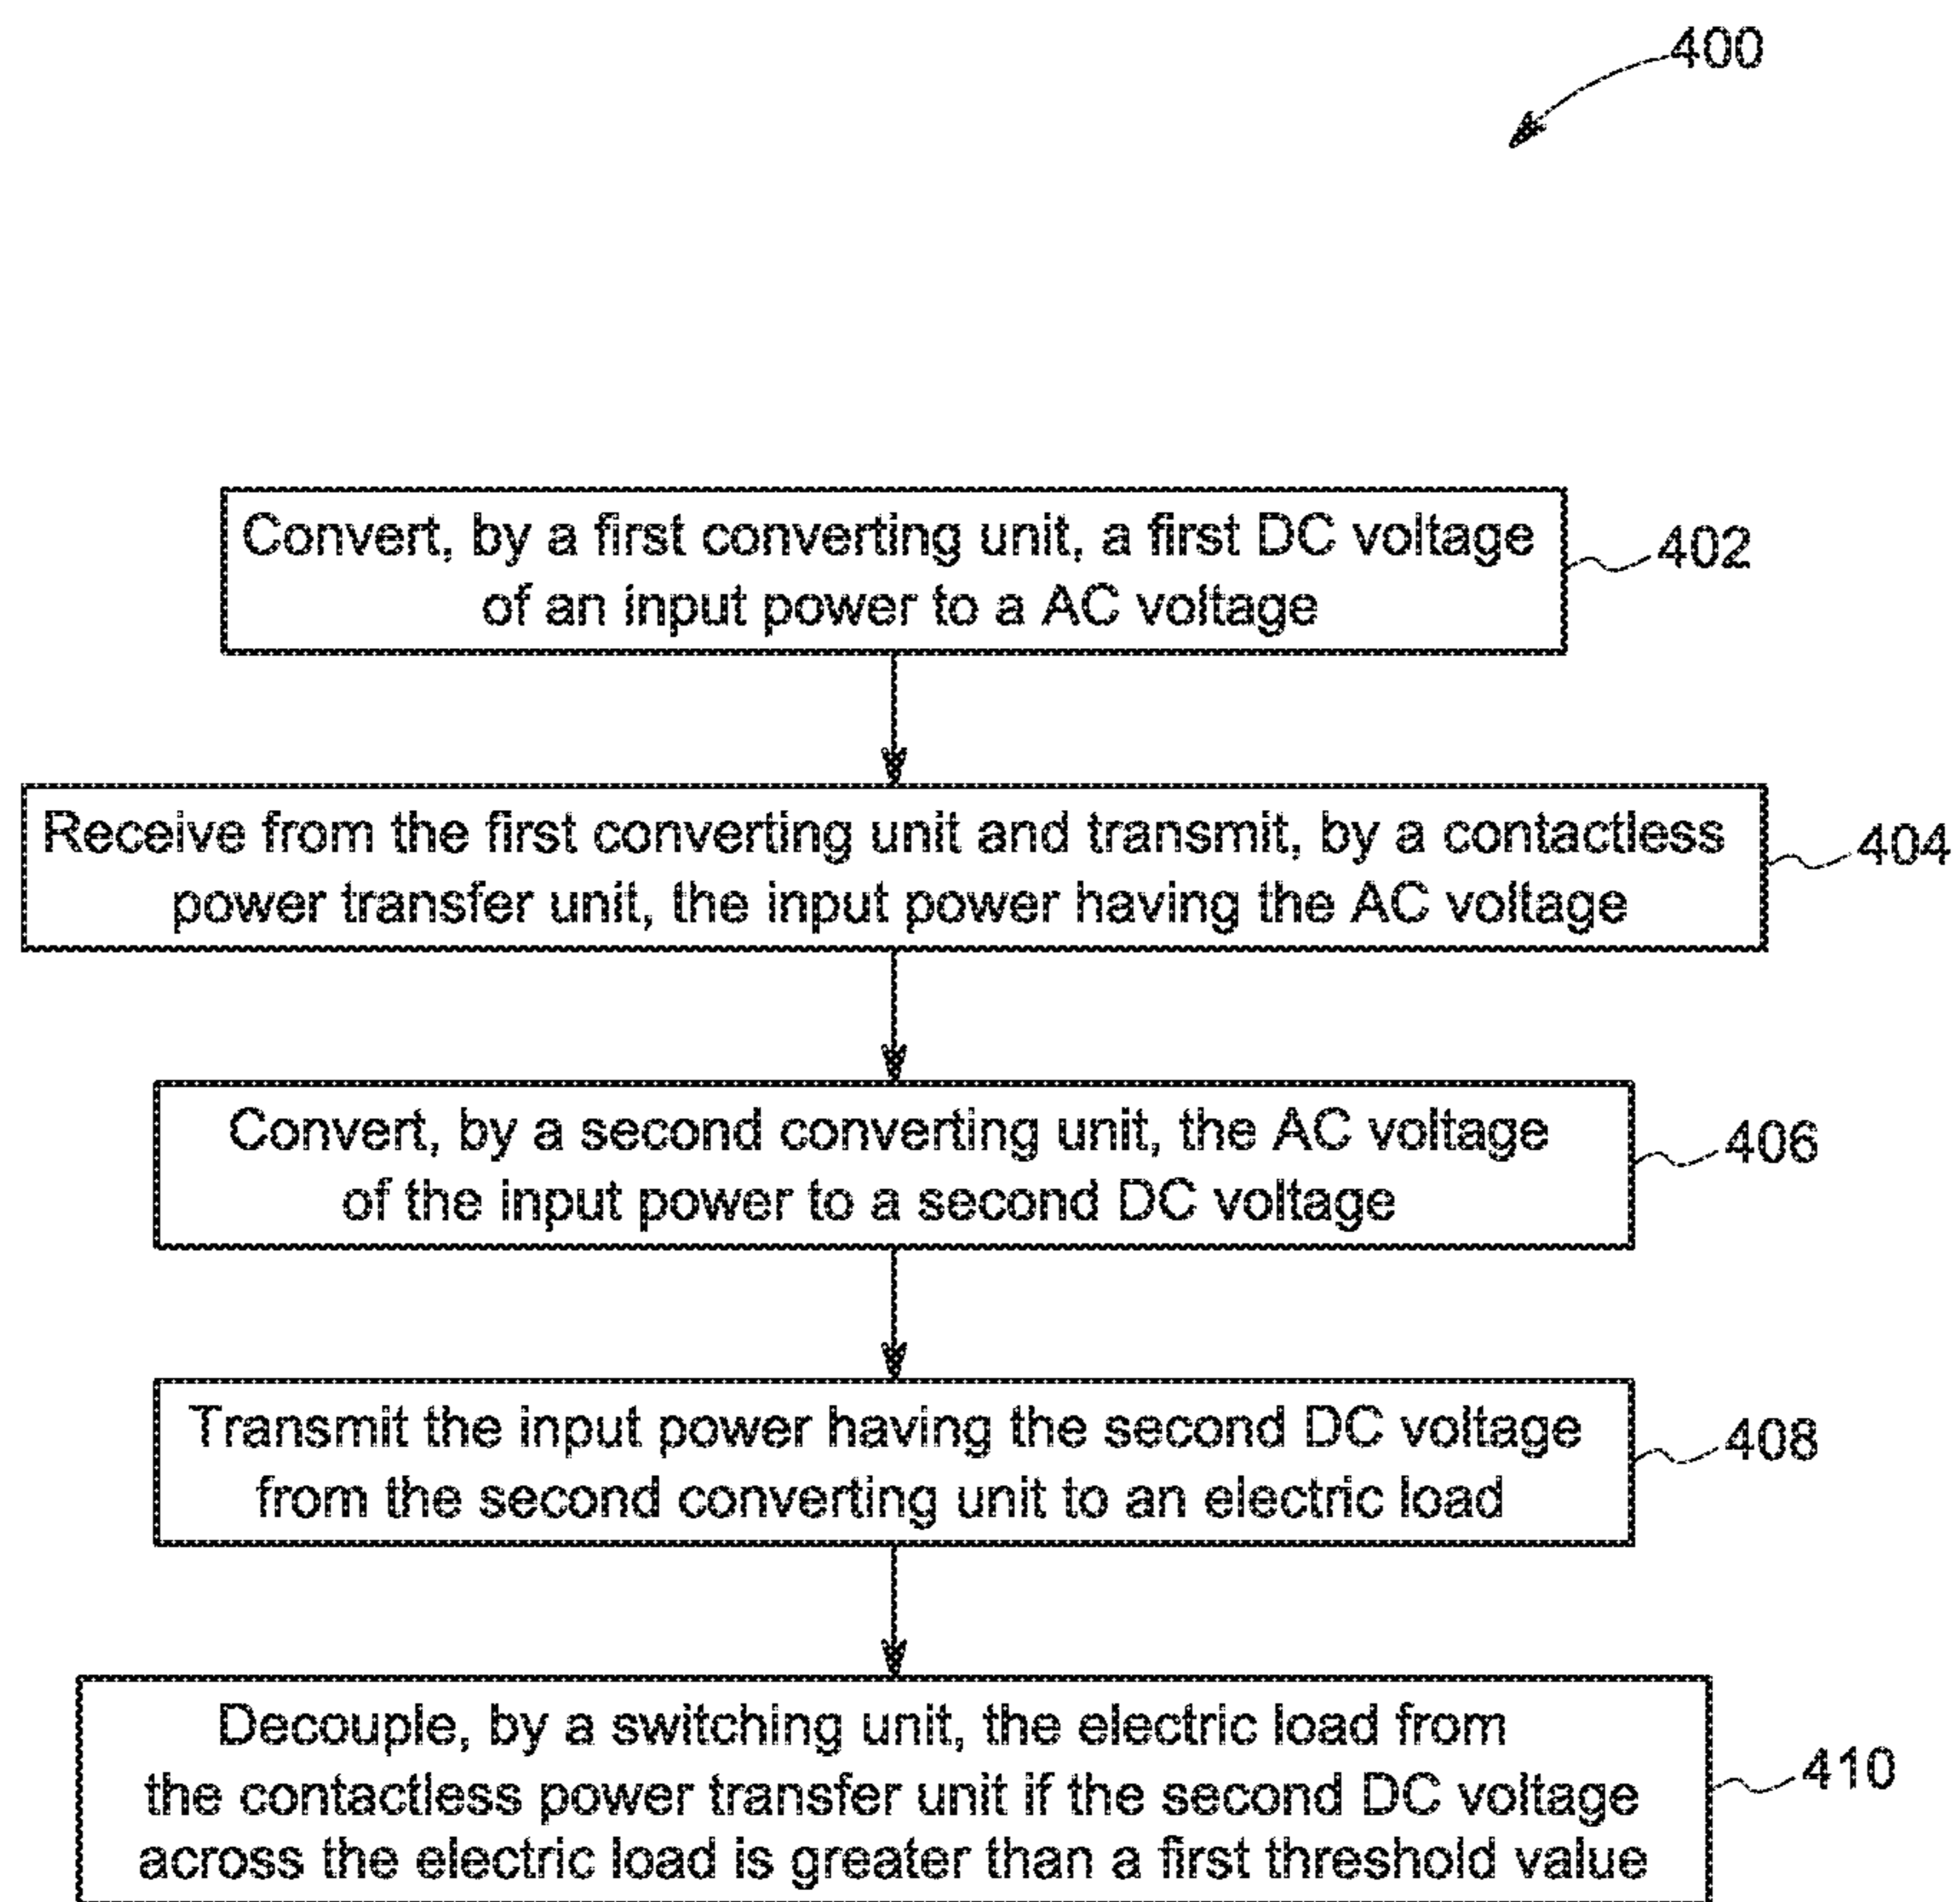 400
Convert, by a first converting unit, a first DC voltage
of an input power to a AC voltage
402
Receive from the first converting unit and transmit, by a contactless
power transfer unit, the input power having the AC voltage
404
Convert, by a second converting unit, the AC voltage
of the input power to a second DC voltage
406
Transmit the input power having the second DC voltage
from the second converting unit to an electric load
408
Decouple, by a switching unit, the electric load from
the contactless power transfer unit if the second DC voltage
across the electric load is greater than a first threshold value
410